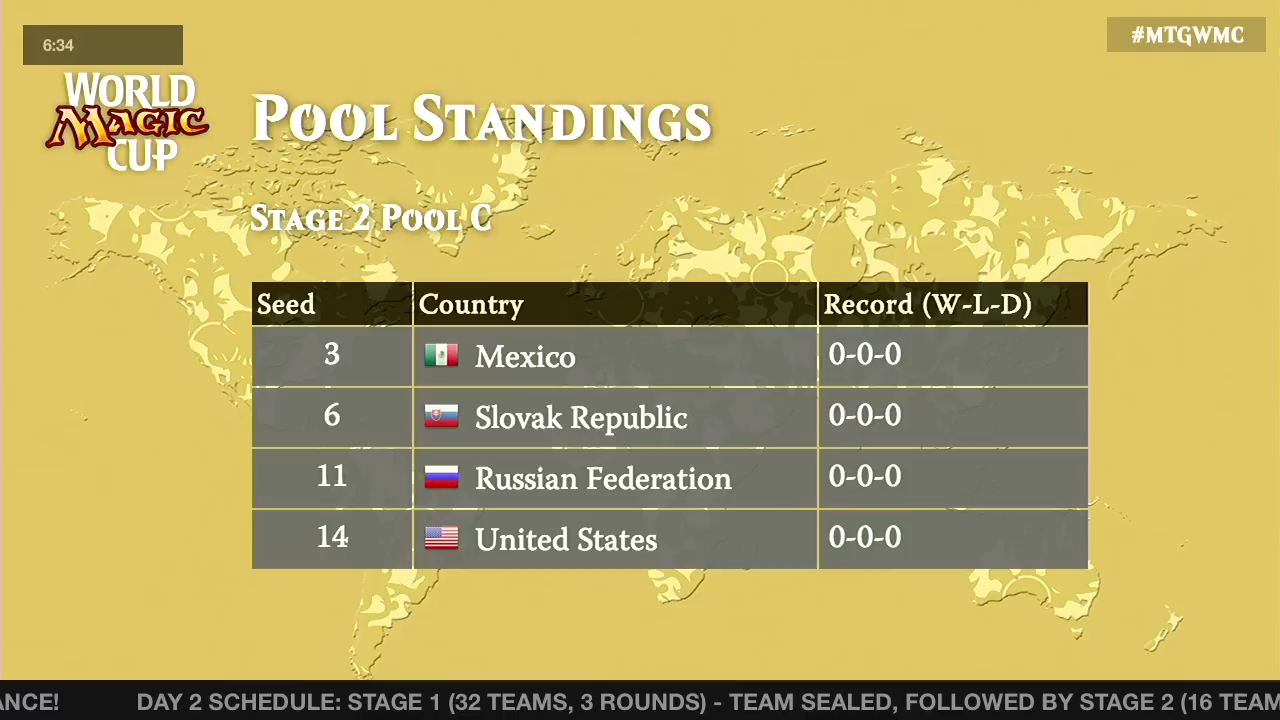 6:34
#MTGWMC
WORLD
MAGIC
CUP
POOL STANDINGS
STAGE 2 POOL C
Seed Country Record (W-L-D)
3 Mexico 0-0-0
6 Slovak Republic 0-0-0
11 Russian Federation 0-0-0
14 United States 0-0-0
ANCE! DAY 2 SCHEDULE: STAGE 1 (32 TEAMS, 3 ROUNDS) - TEAM SEALED, FOLLOWED BY STAGE 2 (16 TEAM